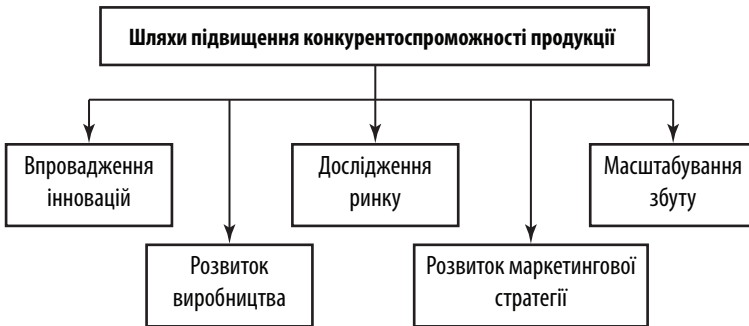 Шляхи підвищення конкурентоспроможності продукції
Впровадження
інновацій
Дослідження
ринку
Масштабування
збуту
Розвиток
виробництва
Розвиток маркетингової
стратегії